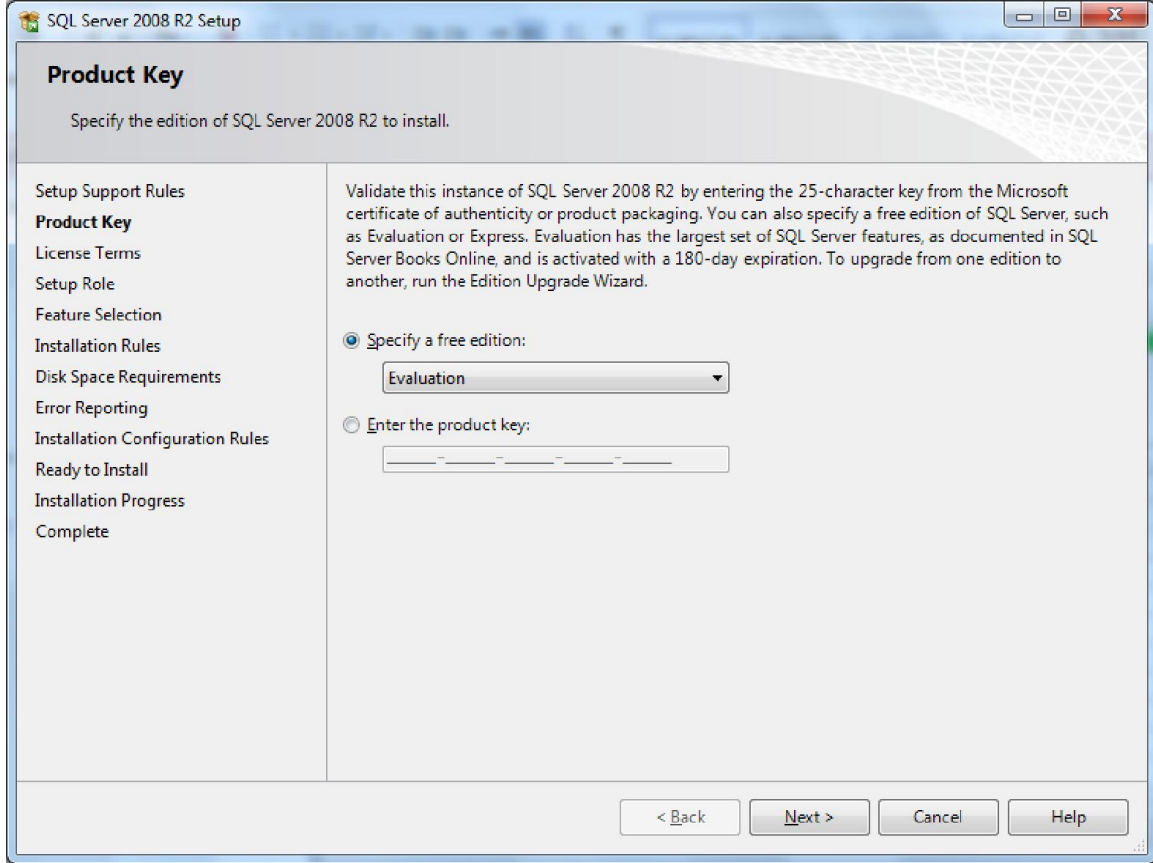 SQL Server 2008 R2 Setup
Product Key
Specify the edition of SQL Server 2008 R2 to install.
Setup Support Rules
Product Key
License Terms
Setup Role
Feature Selection
Installation Rules
Disk Space Requirements
Error Reporting
Installation Configuration Rules
Ready to Install
Installation Progress
Complete
Validate this instance of SQL Server 2008 R2 by entering the 25-character key from the Microsoft
certificate of authenticity or product packaging. You can also specify a free edition of SQL Server, such
as Evaluation or Express. Evaluation has the largest set of SQL Server features, as documented in SQL
Server Books Online, and is activated with a 180-day expiration. To upgrade from one edition to
another, run the Edition Upgrade Wizard.
Specify a free edition:
Evaluation
Enter the product key:
_____-_____-_____-_____-_____
< Back
Next >
Cancel
Help